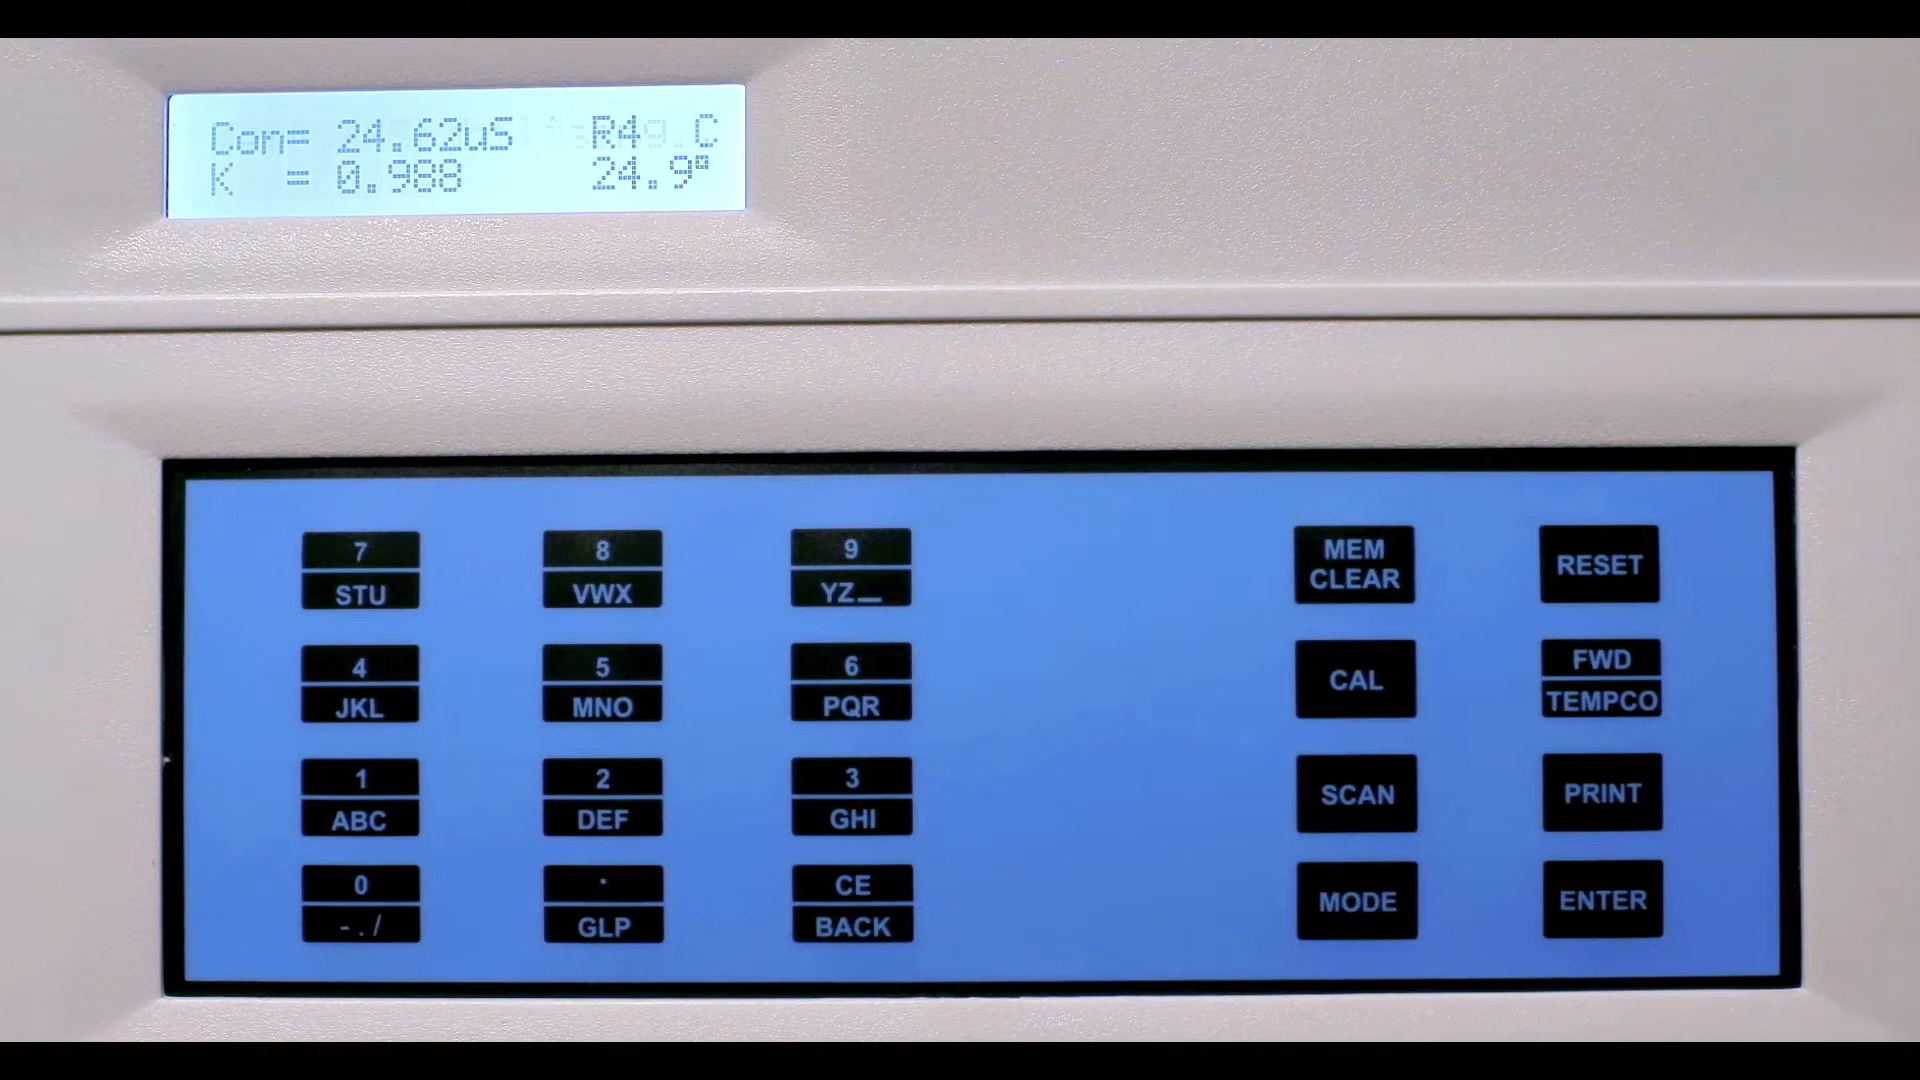 Con= 24.62uS R4 C
K = 0.988 24.9°
7 8 9 MEM CLEAR RESET
STU VWX YZ_
4 5 6 CAL FWD
JKL MNO PQR TEMPCO
1 2 3 SCAN PRINT
ABC DEF GHI
0 . CE MODE ENTER
- . / GLP BACK